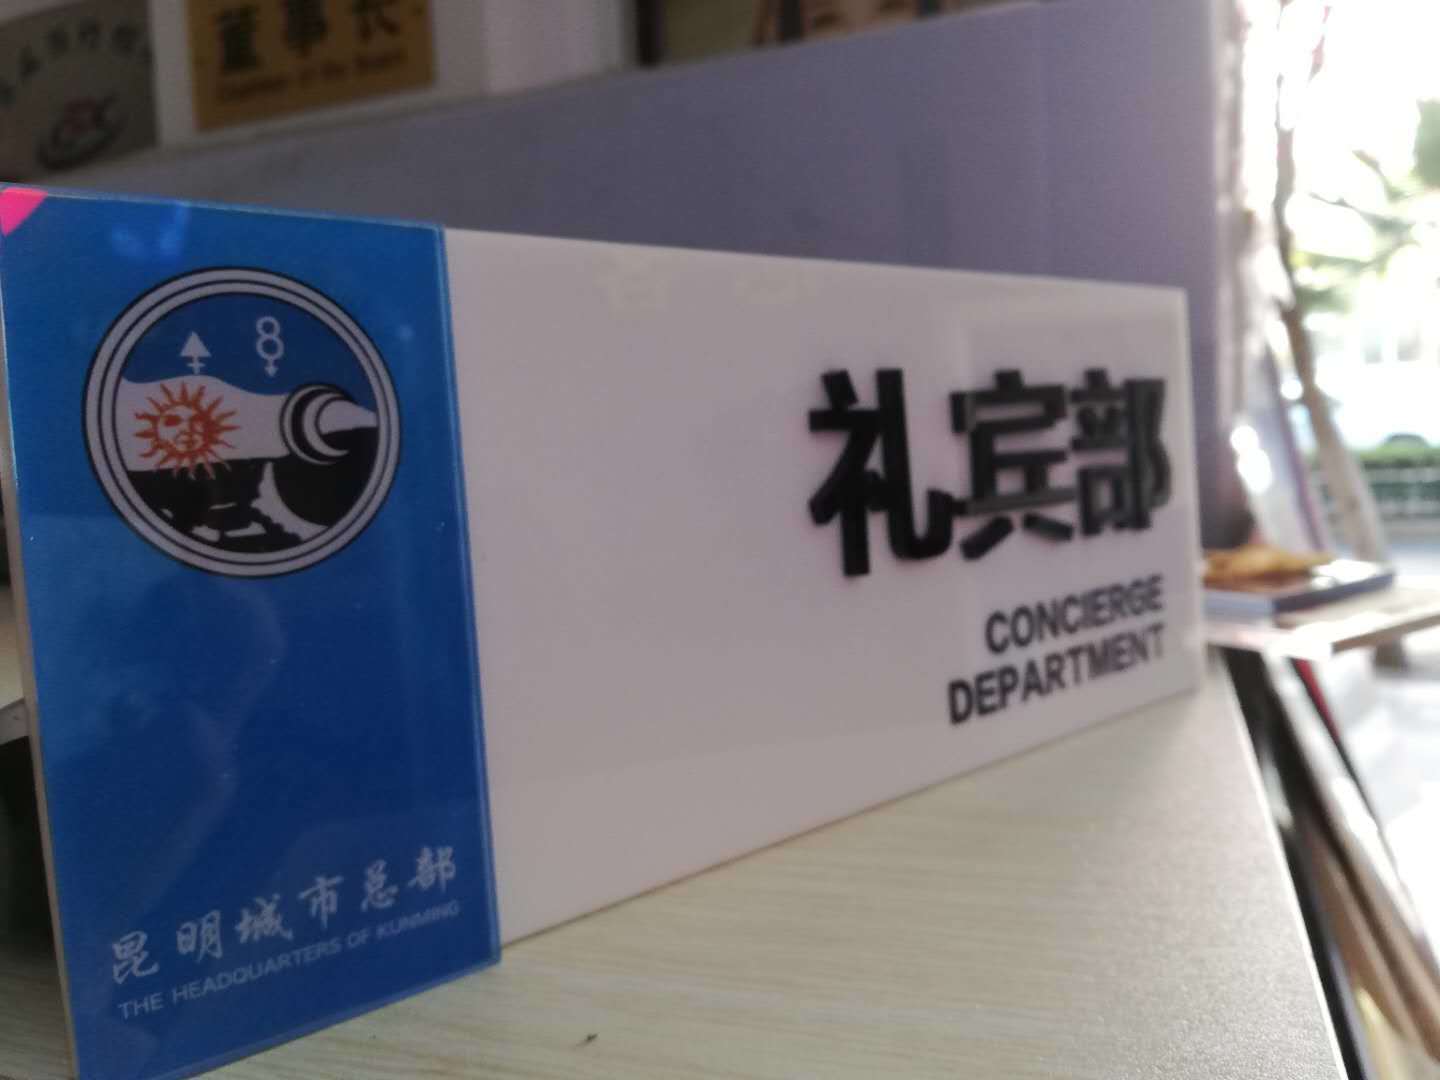 董事长
礼宾部
CONCIERGE
DEPARTMENT
昆明城市总部
THE HEADQUARTERS OF KUNMING